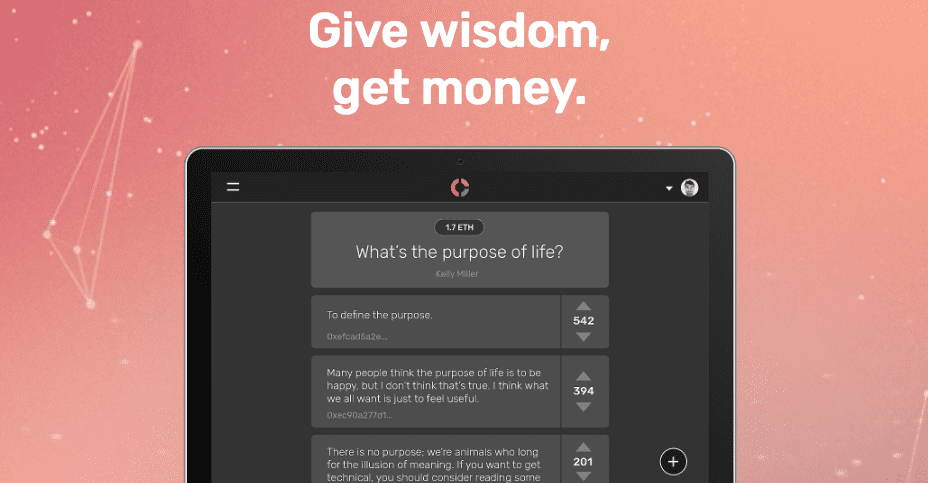 Give wisdom,
get money.
1.7 ETH
What's the purpose of life?
Kelly Miller
To define the purpose.
0xefcad5a2e...
542
Many people think the purpose of life is to be
happy, but I don't think that's true. I think what
we all want is just to feel useful.
0xec90a277d1...
394
There is no purpose; we're animals who long
for the illusion of meaning. If you want to get
technical, you should consider reading some
201